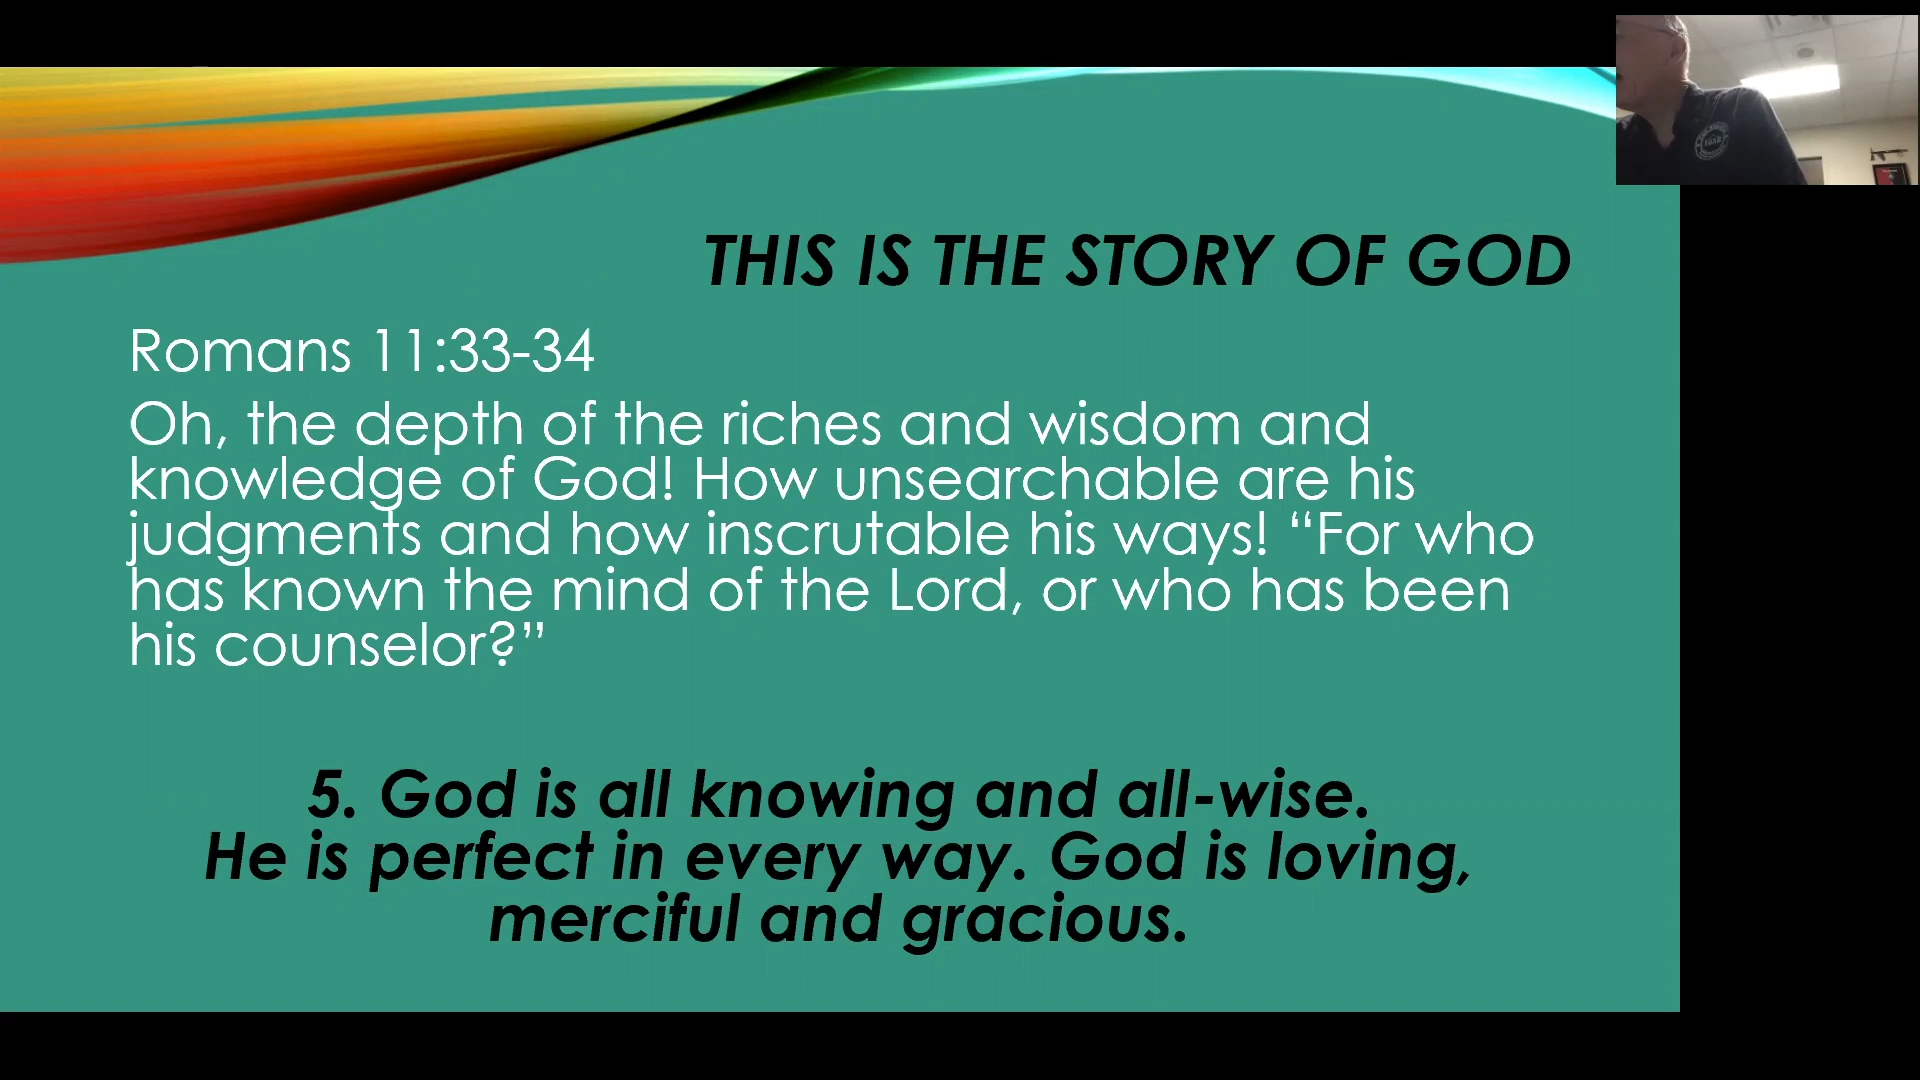 THIS IS THE STORY OF GOD
Romans 11:33-34
Oh, the depth of the riches and wisdom and
knowledge of God! How unsearchable are his
judgments and how inscrutable his ways! “For who
has known the mind of the Lord, or who has been
his counselor?”
5. God is all knowing and all-wise.
He is perfect in every way. God is loving,
merciful and gracious.